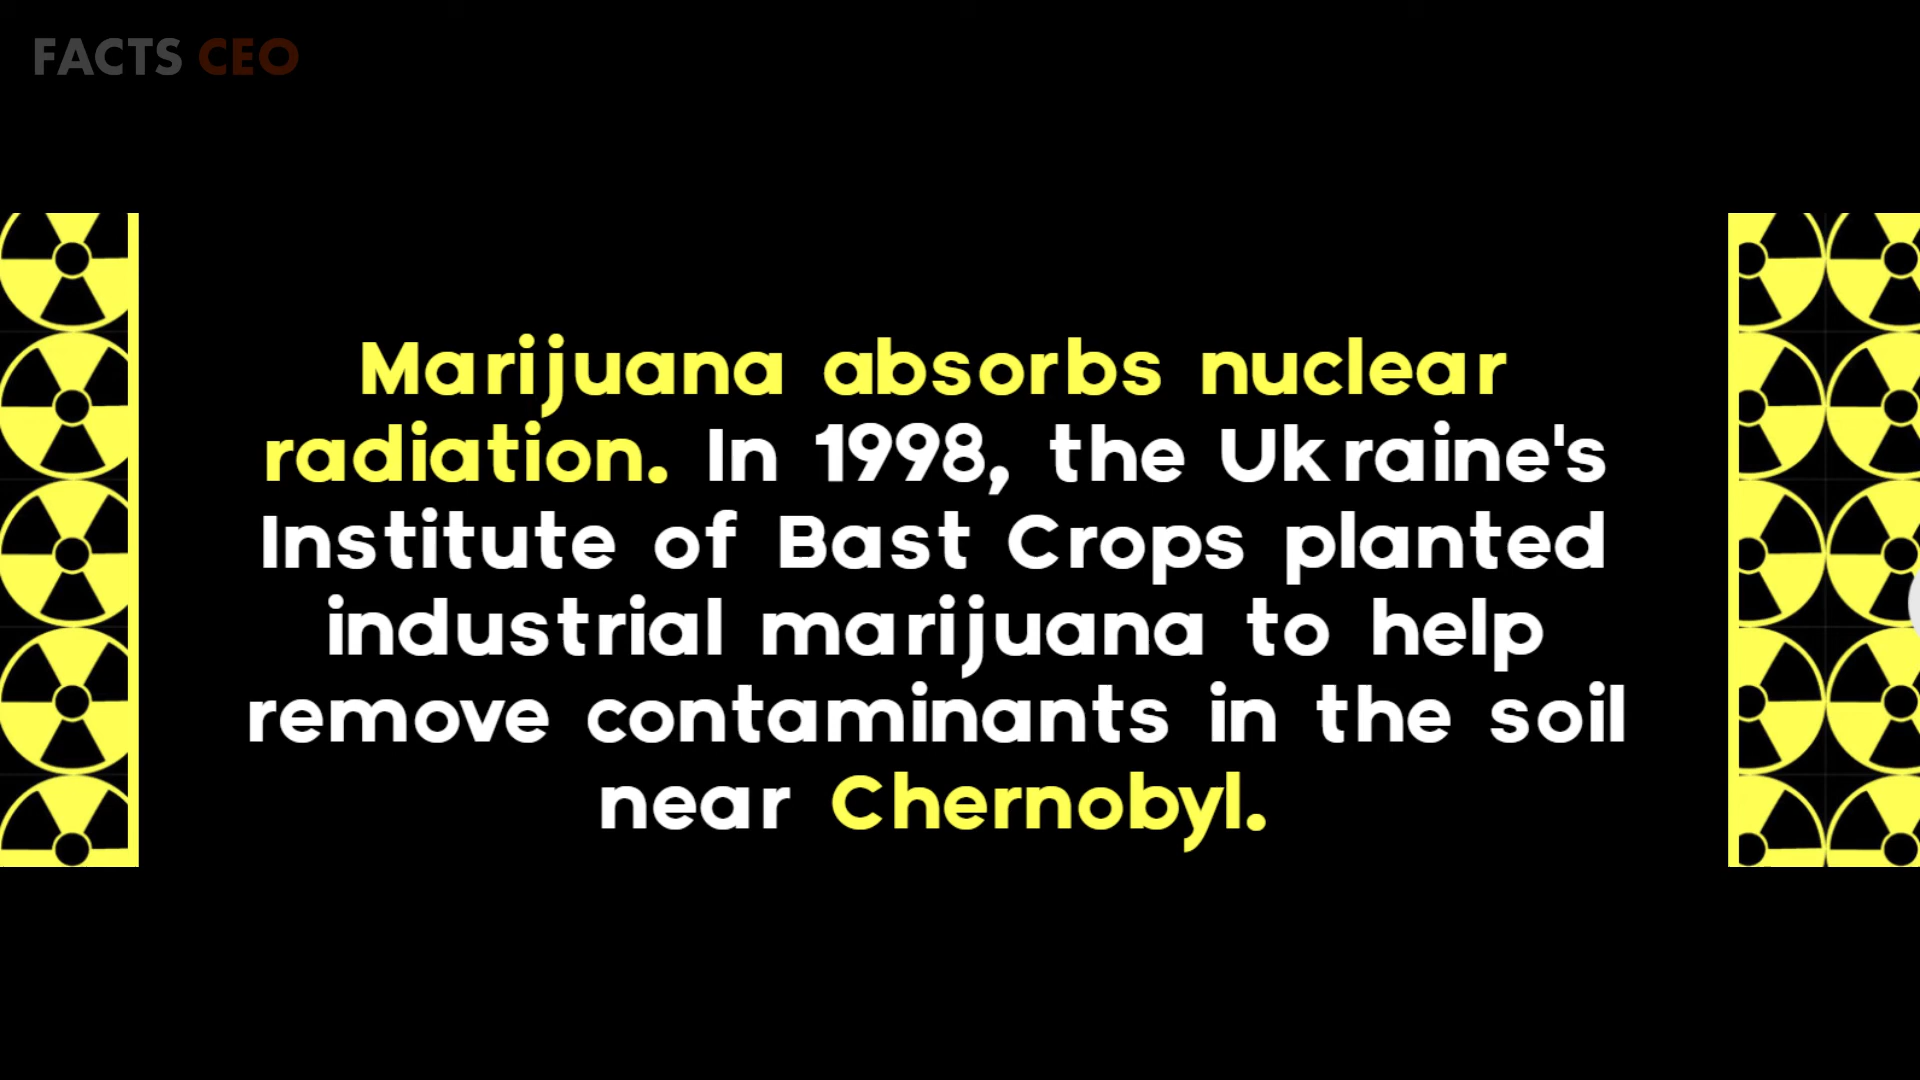 FACTS CEO
Marijuana absorbs nuclear
radiation. In 1998, the Ukraine's
Institute of Bast Crops planted
industrial marijuana to help
remove contaminants in the soil
near Chernobyl.